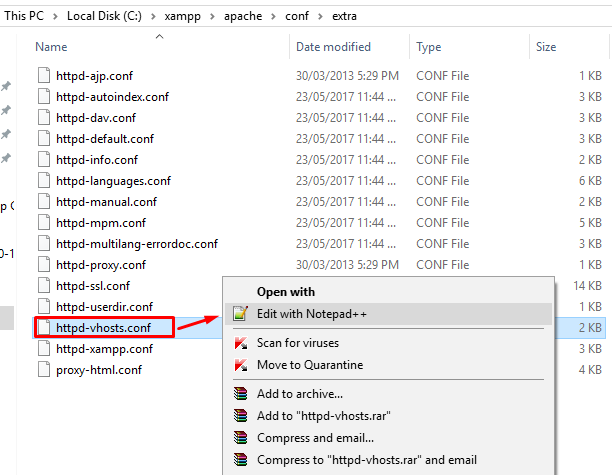 This PC > Local Disk (C:) > xampp > apache > conf > extra
Name Date modified Type Size
httpd-ajp.conf 30/03/2013 5:29 PM CONF File 1 KB
httpd-autoindex.conf 23/05/2017 11:44 ... CONF File 3 KB
httpd-dav.conf 23/05/2017 11:44 ... CONF File 3 KB
httpd-default.conf 23/05/2017 11:44 ... CONF File 3 KB
httpd-info.conf 23/05/2017 11:44 ... CONF File 2 KB
httpd-languages.conf 23/05/2017 11:44 ... CONF File 6 KB
httpd-manual.conf 23/05/2017 11:44 ... CONF File 2 KB
p C
httpd-mpm.conf 23/05/2017 11:44 ... CONF File 5 KB
httpd-multilang-errordoc.conf 23/05/2017 11:44 ... CONF File 3 KB
0-1
httpd-proxy.conf 30/03/2013 5:29 PM CONF File 1 KB
httpd-ssl.conf 14 KB
httpd-userdir.conf 1 KB
httpd-vhosts.conf 2 KB
httpd-xampp.conf 3 KB
proxy-html.conf 4 KB
Open with
Edit with Notepad++
Scan for viruses
Move to Quarantine
Add to archive...
Add to "httpd-vhosts.rar"
Compress and email...
Compress to "httpd-vhosts.rar" and email